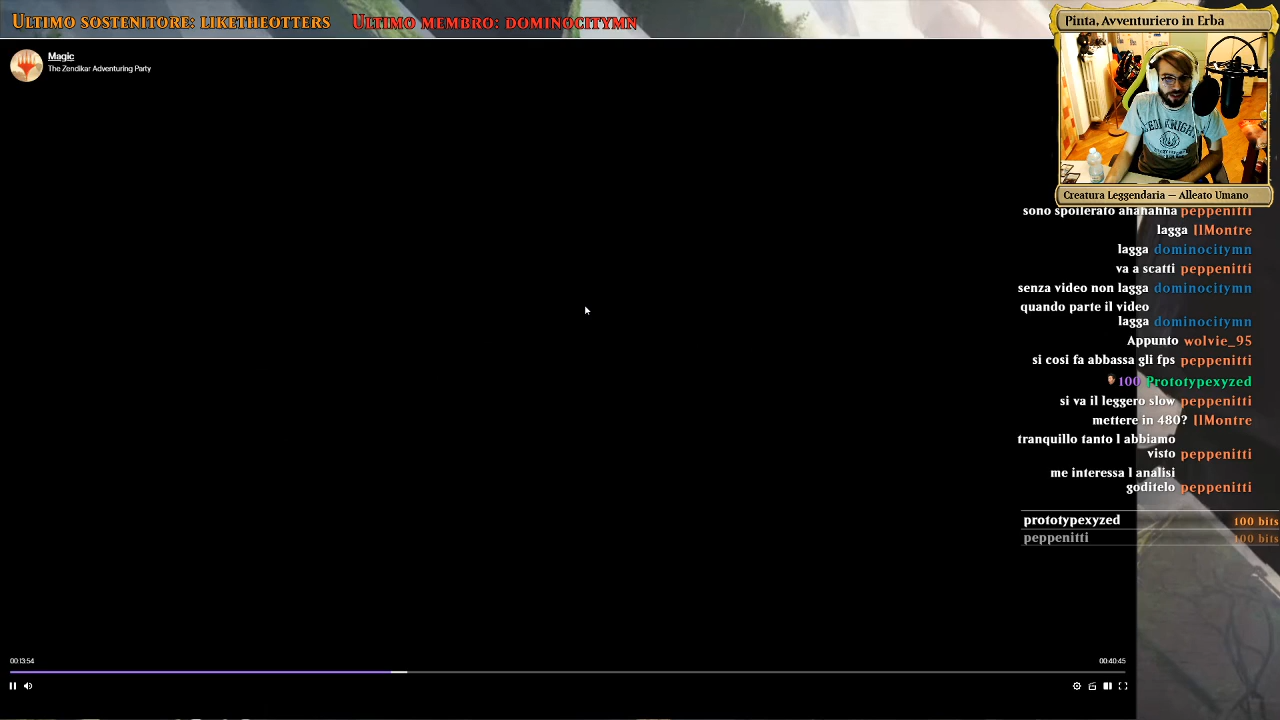 Ultimo sostenitore: LIKETHEOTTERS
Ultimo membro: DOMINOCITYMN
Magic
The Zendikar Adventuring Party
Pinta, Avventuriero in Erba
JEDI KNIGHT
Creatura Leggendaria — Alleato Umano
sono spoilerato ahahahha peppenitti
lagga IlMontre
lagga dominocitymn
va a scatti peppenitti
senza video non lagga dominocitymn
quando parte il video
lagga dominocitymn
Appunto wolvie_95
si cosi fa abbassa gli fps peppenitti
100 Prototypexyzed
si va il leggero slow peppenitti
mettere in 480? IlMontre
tranquillo tanto l abbiamo
visto peppenitti
me interessa l analisi
goditelo peppenitti
prototypexyzed 100 bits
peppenitti 100 bits
00:13:54
00:40:45